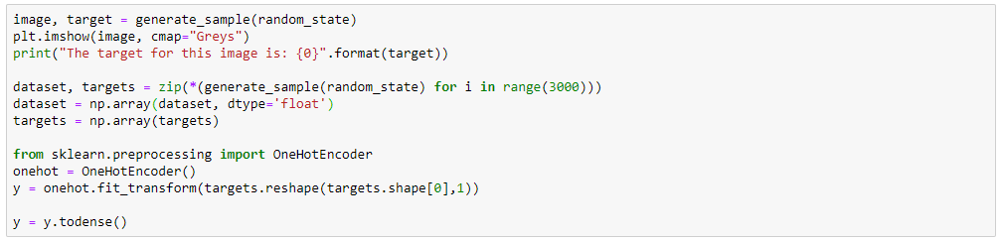 image, target = generate_sample(random_state)
plt.imshow(image, cmap="Greys")
print("The target for this image is: {0}".format(target))
dataset, targets = zip(*(generate_sample(random_state) for i in range(3000)))
dataset = np.array(dataset, dtype='float')
targets = np.array(targets)
from sklearn.preprocessing import OneHotEncoder
onehot = OneHotEncoder()
y = onehot.fit_transform(targets.reshape(targets.shape[0],1))
y = y.todense()